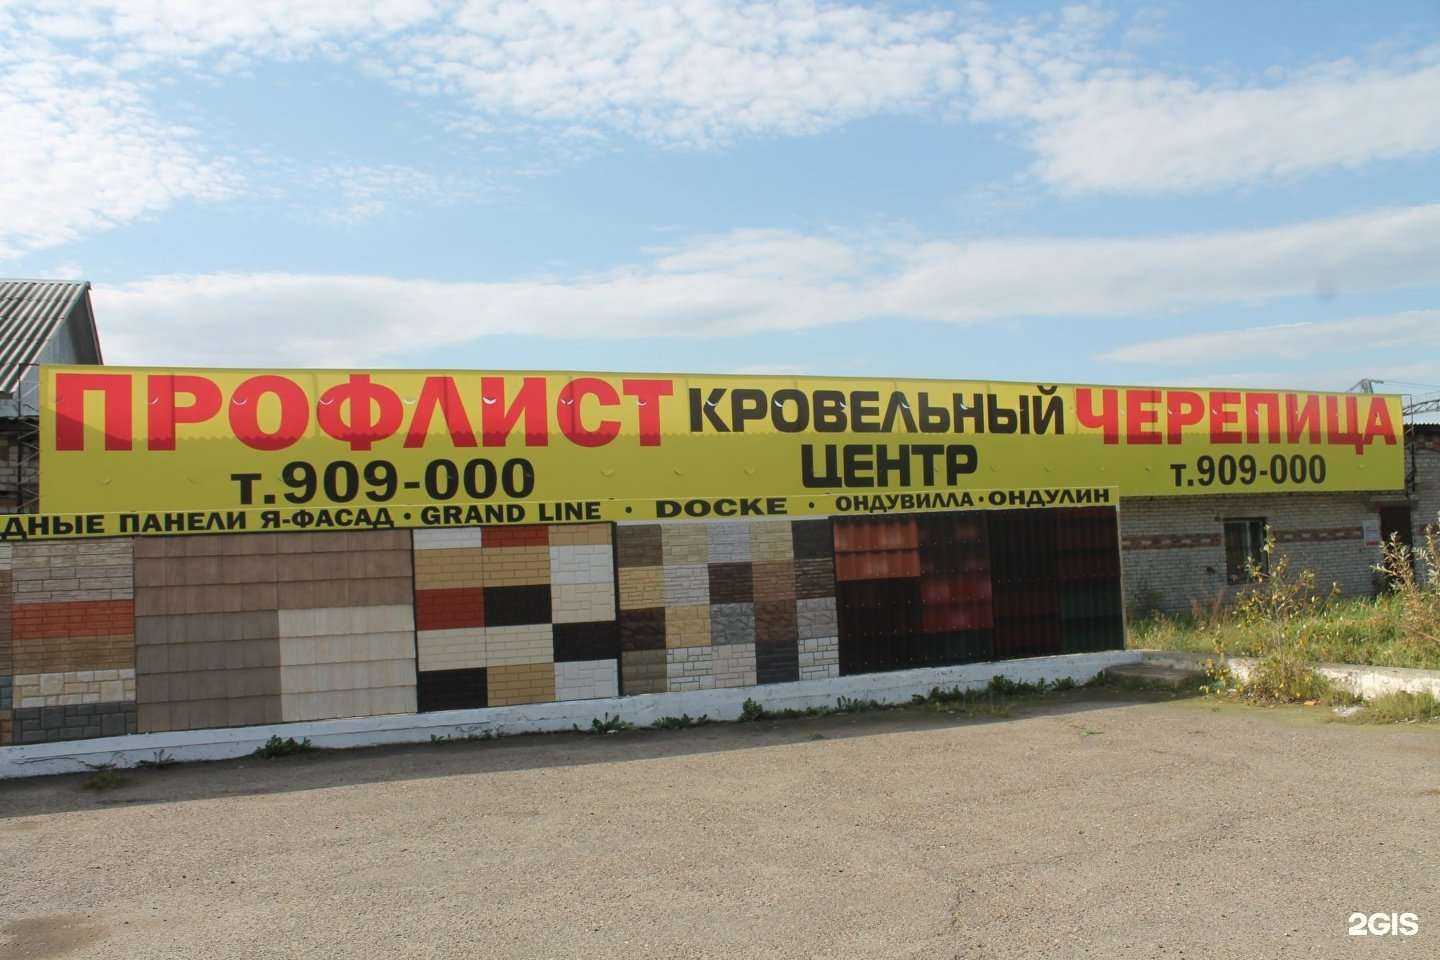 ПРОФЛИСТ КРОВЕЛЬНЫЙ ЧЕРЕПИЦА
т.909-000 ЦЕНТР т.909-000
ДНЫЕ ПАНЕЛИ Я-ФАСАД · GRAND LINE · DOCKE · ОНДУВИЛЛА · ОНДУЛИН
2GIS